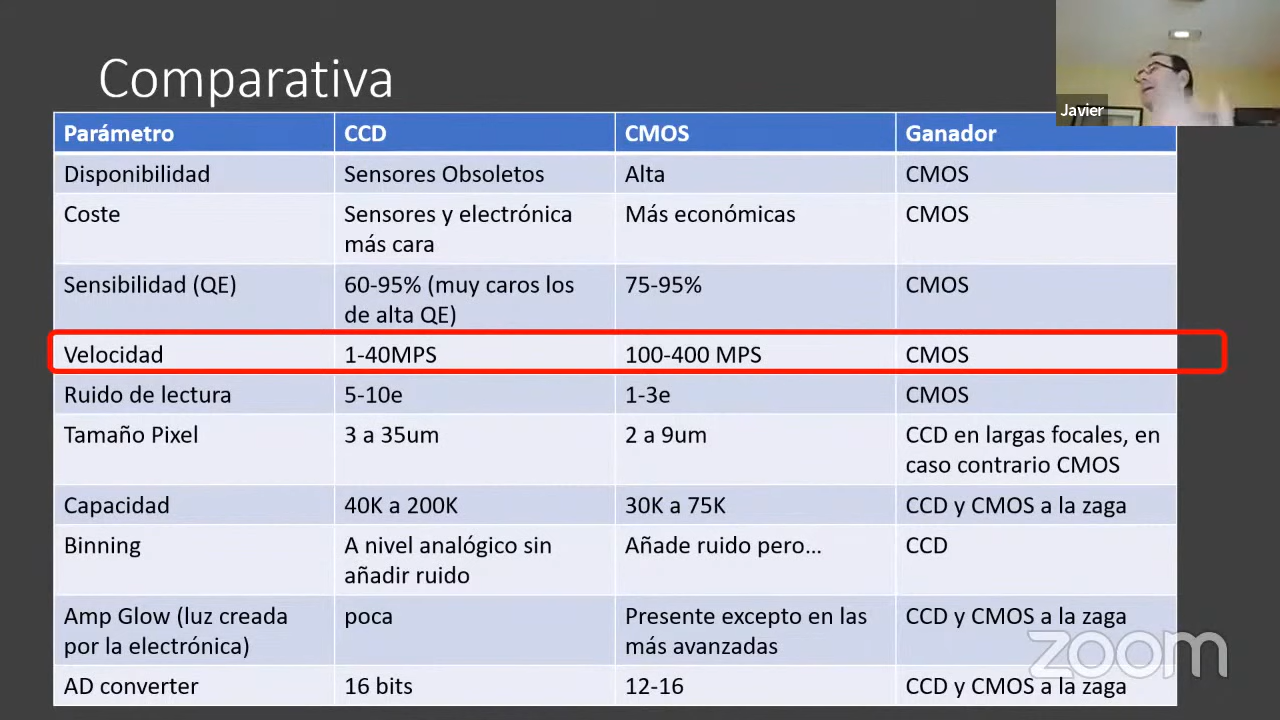 Comparativa
Javier
Parámetro CCD CMOS Ganador
Disponibilidad Sensores Obsoletos Alta CMOS
Coste Sensores y electrónica más cara Más económicas CMOS
Sensibilidad (QE) 60-95% (muy caros los de alta QE) 75-95% CMOS
Velocidad 1-40MPS 100-400 MPS CMOS
Ruido de lectura 5-10e 1-3e CMOS
Tamaño Pixel 3 a 35um 2 a 9um CCD en largas focales, en caso contrario CMOS
Capacidad 40K a 200K 30K a 75K CCD y CMOS a la zaga
Binning A nivel analógico sin añadir ruido Añade ruido pero... CCD
Amp Glow (luz creada por la electrónica) poca Presente excepto en las más avanzadas CCD y CMOS a la zaga
AD converter 16 bits 12-16 CCD y CMOS a la zaga
zoom